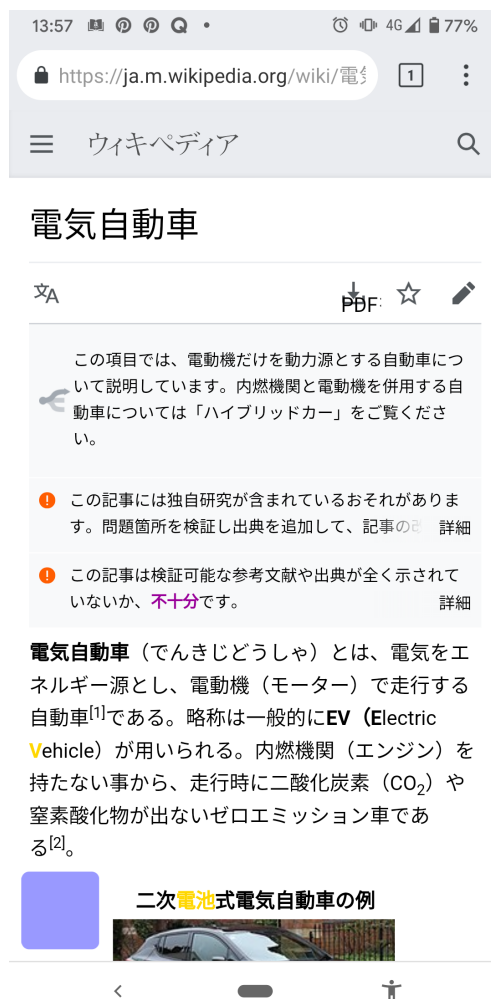 13:57
4G 77%
https://ja.m.wikipedia.org/wiki/電
1
ウィキペディア
電気自動車
PDF
この項目では、電動機だけを動力源とする自動車につ
いて説明しています。内燃機関と電動機を併用する自
動車については「ハイブリッドカー」をご覧くださ
い。
この記事には独自研究が含まれているおそれがありま
す。問題箇所を検証し出典を追加して、記事の 詳細
この記事は検証可能な参考文献や出典が全く示されて
いないか、不十分です。 詳細
電気自動車（でんきじどうしゃ）とは、電気をエ
ネルギー源とし、電動機（モーター）で走行する
自動車[1]である。略称は一般的にEV（Electric
Vehicle）が用いられる。内燃機関（エンジン）を
持たない事から、走行時に二酸化炭素（CO2）や
窒素酸化物が出ないゼロエミッション車であ
る[2]。
二次電池式電気自動車の例